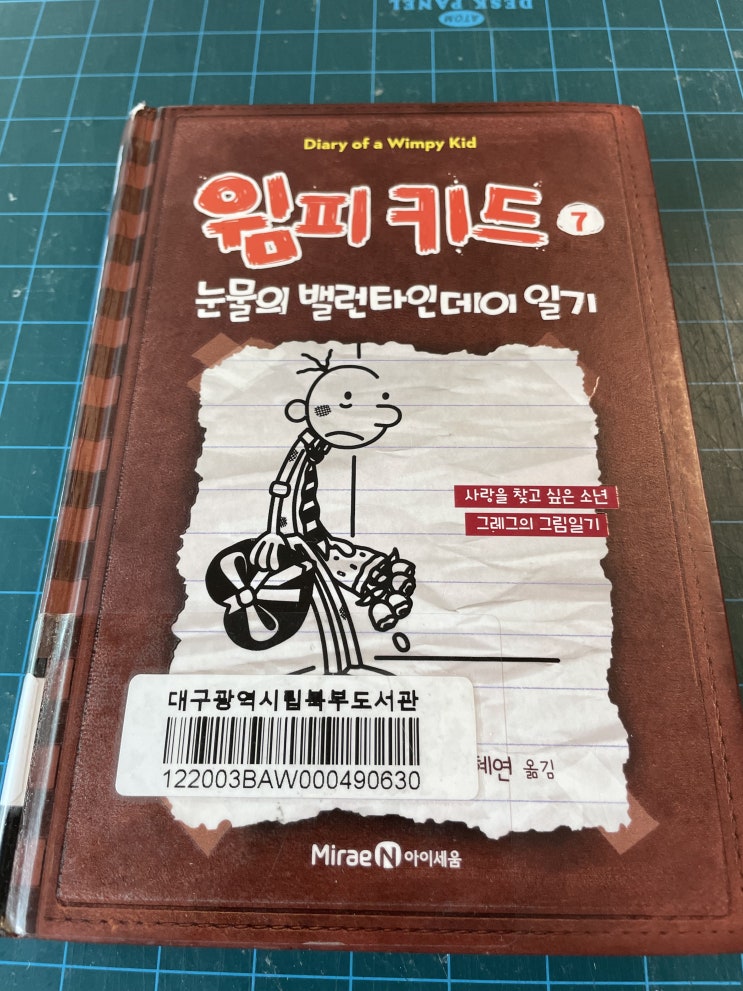 DESK PANEL
ATOM
Diary of a Wimpy Kid
윔피 키드 7
눈물의 밸런타인데이 일기
사랑을 찾고 싶은 소년
그레그의 그림일기
대구광역시립북부도서관
122003BAW000490630
혜연 옮김
Mirae N 아이세움